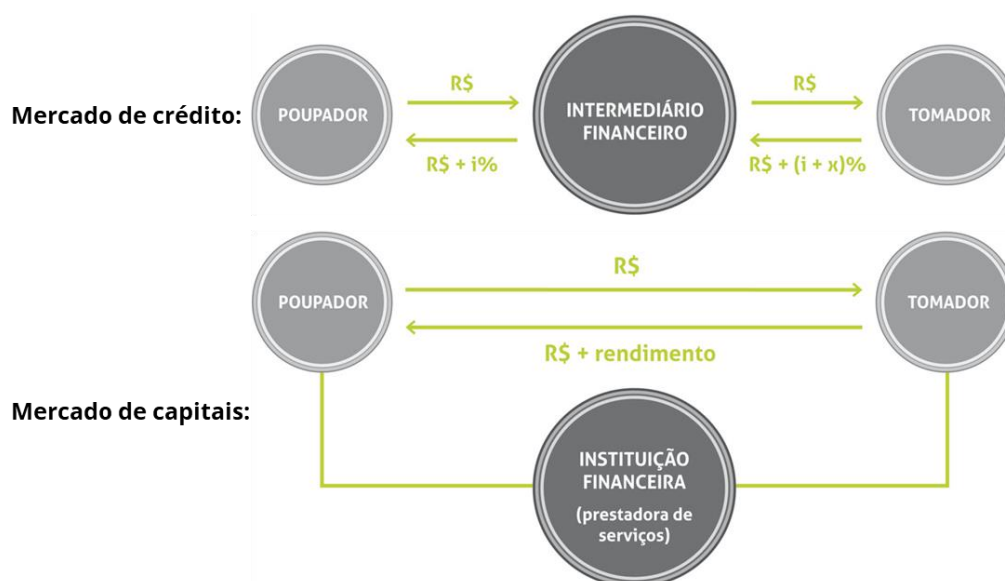 Mercado de crédito:
POUPADOR
R$
R$ + i%
INTERMEDIÁRIO
FINANCEIRO
R$
R$ + (i + x)%
TOMADOR
Mercado de capitais:
POUPADOR
R$
R$ + rendimento
TOMADOR
INSTITUIÇÃO
FINANCEIRA
(prestadora de
serviços)